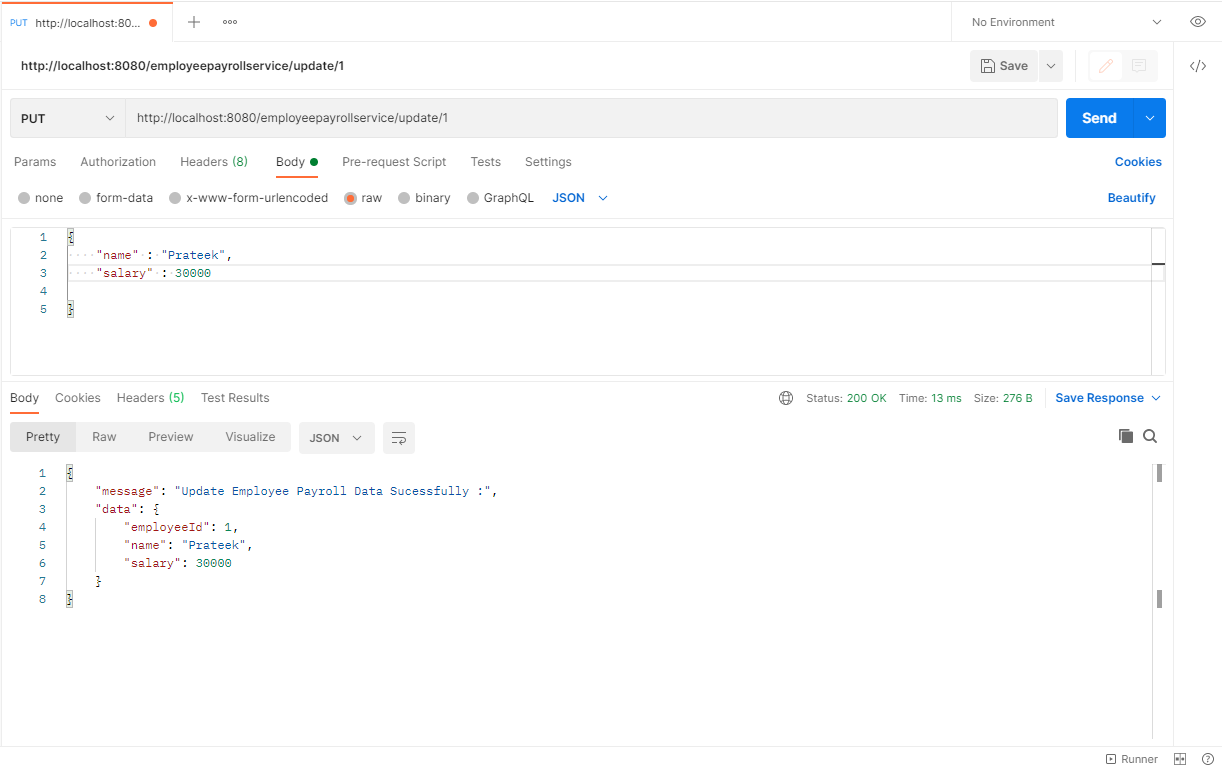 PUT http://localhost:80... No Environment
http://localhost:8080/employeepayrollservice/update/1 Save </>
PUT http://localhost:8080/employeepayrollservice/update/1 Send
Params Authorization Headers (8) Body Pre-request Script Tests Settings Cookies
none form-data x-www-form-urlencoded raw binary GraphQL JSON Beautify
1 {
2 "name" : "Prateek",
3 "salary" : 30000
4
5 }
Body Cookies Headers (5) Test Results Status: 200 OK Time: 13 ms Size: 276 B Save Response
Pretty Raw Preview Visualize JSON
1 {
2 "message": "Update Employee Payroll Data Sucessfully :",
3 "data": {
4 "employeeId": 1,
5 "name": "Prateek",
6 "salary": 30000
7 }
8 }
Runner